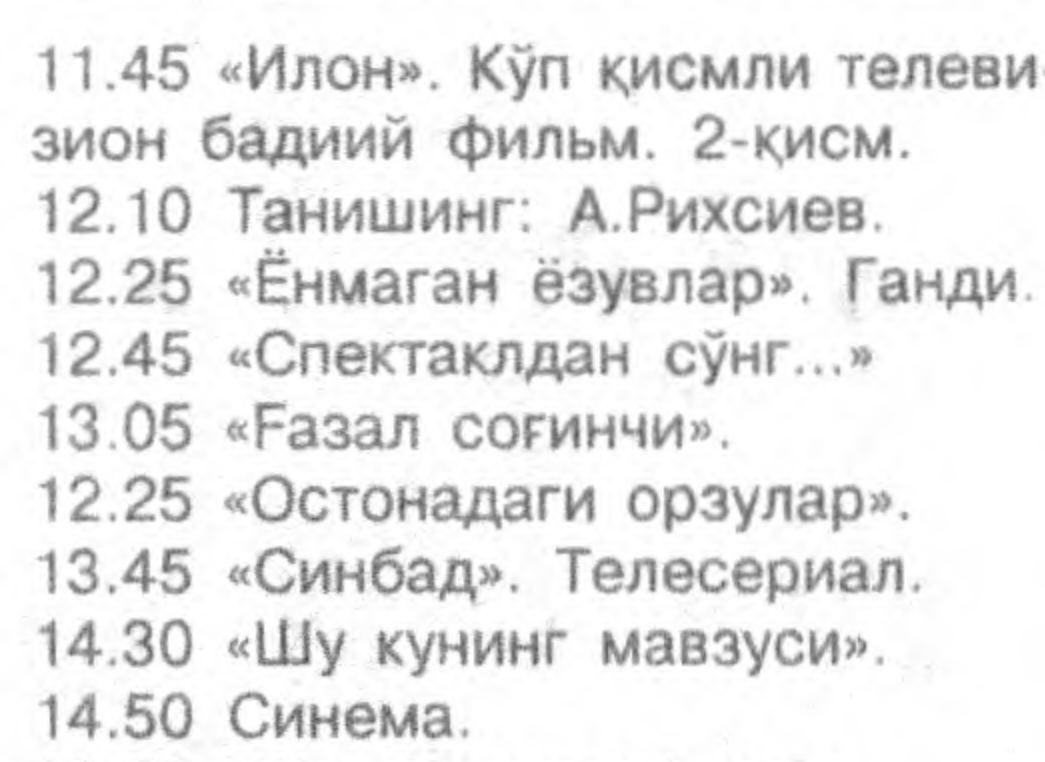 11.45 «Илон». Кўп қисмли телеви-
зион бадиий фильм. 2-қисм.
12.10 Танишинг: А.Рихсиев.
12.25 «Ёнмаган ёзувлар». Ганди.
12.45 «Спектаклдан сўнг...»
13.05 «Ғазал соғинчи».
12.25 «Остонадаги орзулар».
13.45 «Синбад». Телесериал.
14.30 «Шу кунинг мавзуси».
14.50 Синема.